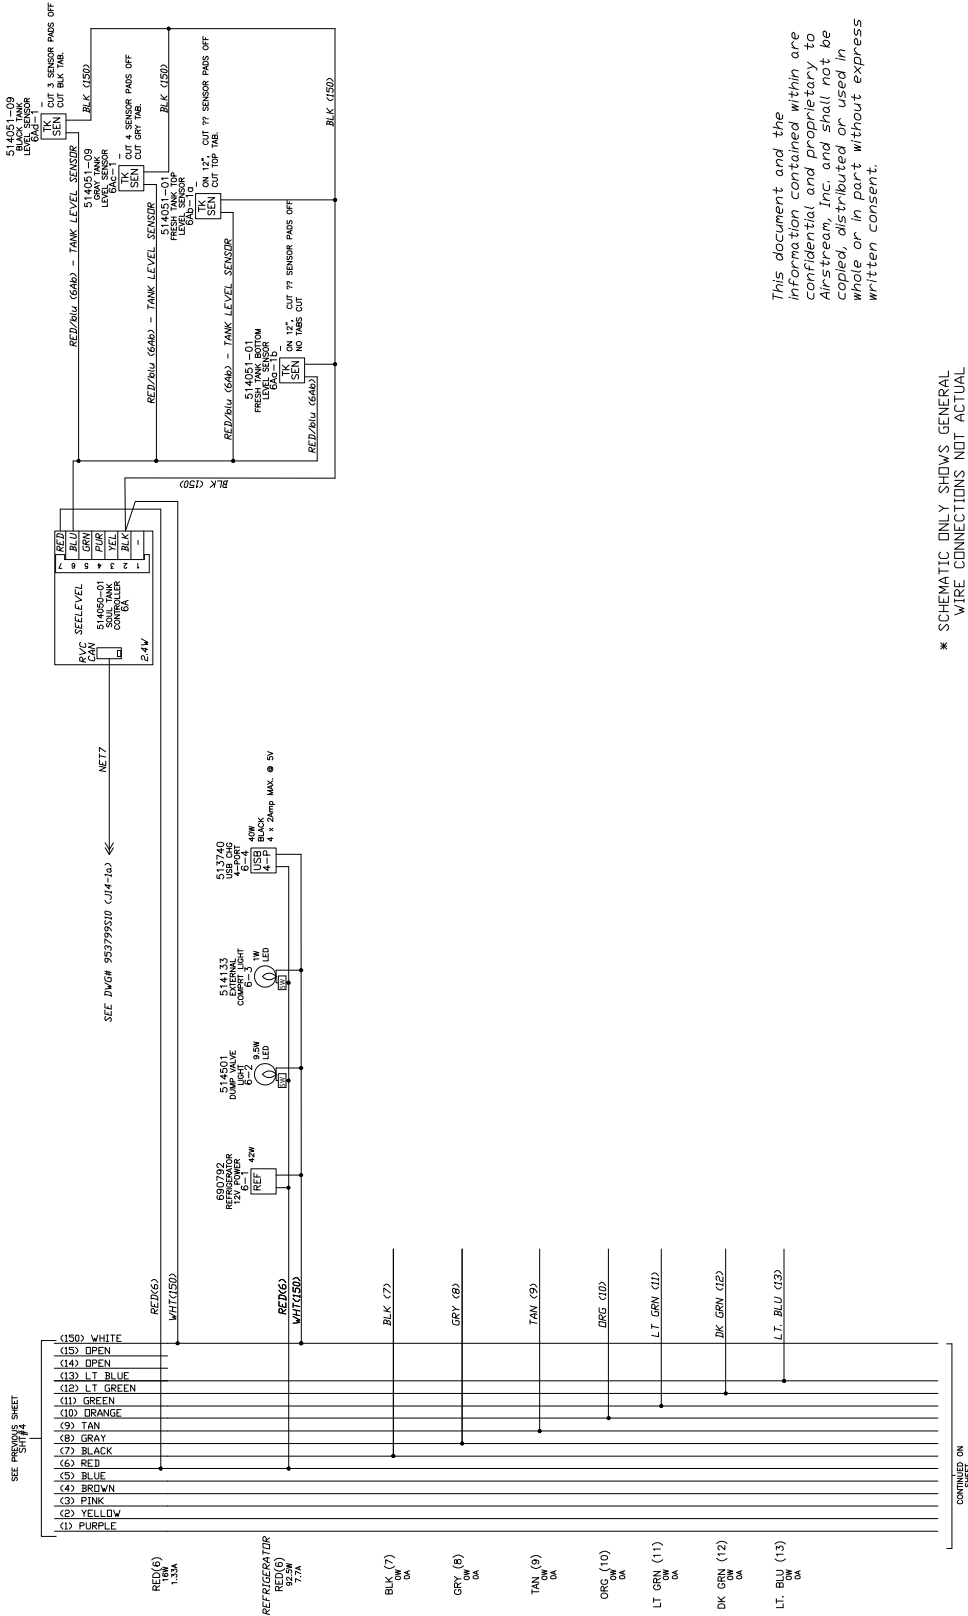 514051-09
BLACK TANK
LEVEL SENSOR
6Ad-1
TK
SEN
CUT 3 SENSOR PADS OFF
CUT BLK TAB.
BLK (150)
RED/blu (6Ab) - TANK LEVEL SENSOR
514051-09
GRAY TANK
LEVEL SENSOR
6Ac-1
TK
SEN
CUT 4 SENSOR PADS OFF
CUT GRY TAB.
BLK (150)
RED/blu (6Ab) - TANK LEVEL SENSOR
514051-01
FRESH TANK TOP
LEVEL SENSOR
6Ab-1a
TK
SEN
ON 12", CUT ?? SENSOR PADS OFF
CUT TOP TAB.
RED/blu (6Ab) - TANK LEVEL SENSOR
514051-01
FRESH TANK BOTTOM
LEVEL SENSOR
6Aa-1b
TK
SEN
ON 12", CUT ?? SENSOR PADS OFF
NO TABS CUT
RED/blu (6Ab)
BLK (150)
BLK (150)
RED
BLU
GRN
PUR
YEL
BLK
-
7
6
5
4
3
2
1
SEELEVEL
514050-01
SOUL TANK
CONTROLLER
6A
RVC
CAN
2.4W
NET7
SEE DWG# 953799S10 (J14-1a)
513740
USB CHG
4-PORT
6-4
USB
4-P
40W
BLACK
4 x 2Amp MAX. @ 5V
514133
EXTERNAL
COMPRT LIGHT
6-3
1W
LED
SW
514501
DUMP VALVE
LIGHT
6-2
9.5W
LED
SW
690792
REFRIGERATOR
12V POWER
6-1
REF
42W
RED(6)
WHT(150)
RED(6)
WHT(150)
BLK (7)
GRY (8)
TAN (9)
ORG (10)
LT GRN (11)
DK GRN (12)
LT. BLU (13)
SEE PREVIOUS SHEET
SHT#4
(150) WHITE
(15) OPEN
(14) OPEN
(13) LT BLUE
(12) LT GREEN
(11) GREEN
(10) ORANGE
(9) TAN
(8) GRAY
(7) BLACK
(6) RED
(5) BLUE
(4) BROWN
(3) PINK
(2) YELLOW
(1) PURPLE
CONTINUED ON
SHEET
RED(6)
16W
1.33A
REFRIGERATOR
RED(6)
92.5W
7.7A
BLK (7)
0W
0A
GRY (8)
0W
0A
TAN (9)
0W
0A
ORG (10)
0W
0A
LT GRN (11)
0W
0A
DK GRN (12)
0W
0A
LT. BLU (13)
0W
0A
This document and the
information contained within are
confidential and proprietary to
Airstream, Inc. and shall not be
copied, distributed or used in
whole or in part without express
written consent.
* SCHEMATIC ONLY SHOWS GENERAL
WIRE CONNECTIONS NOT ACTUAL